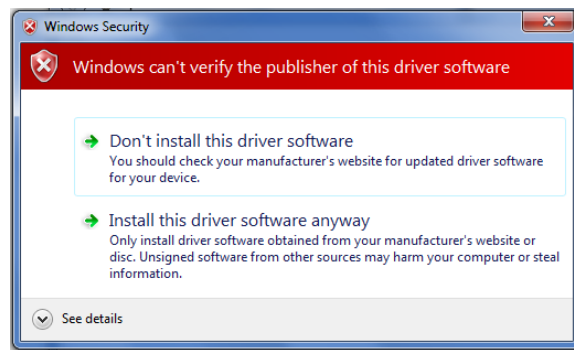 Windows Security
Windows can't verify the publisher of this driver software
Don't install this driver software
You should check your manufacturer's website for updated driver software
for your device.
Install this driver software anyway
Only install driver software obtained from your manufacturer's website or
disc. Unsigned software from other sources may harm your computer or steal
information.
See details